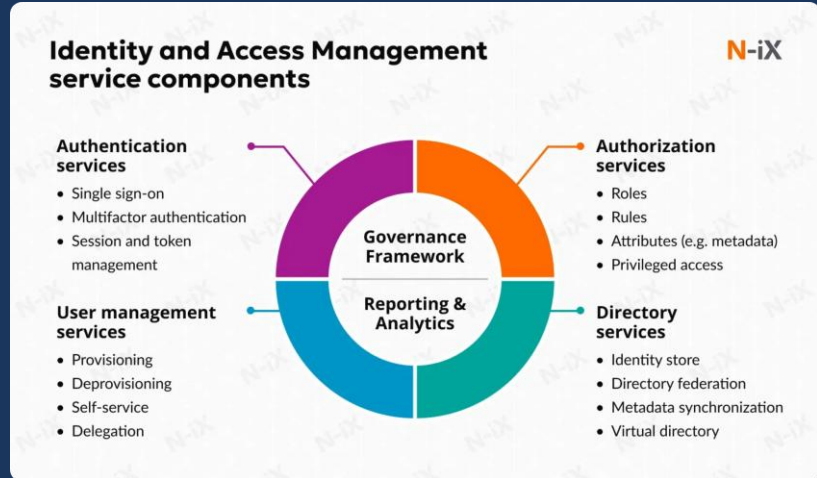 Identity and Access Management
service components
N-iX
Authentication
services
• Single sign-on
• Multifactor authentication
• Session and token
management
Authorization
services
• Roles
• Rules
• Attributes (e.g. metadata)
• Privileged access
Governance
Framework
Reporting &
Analytics
User management
services
• Provisioning
• Deprovisioning
• Self-service
• Delegation
Directory
services
• Identity store
• Directory federation
• Metadata synchronization
• Virtual directory